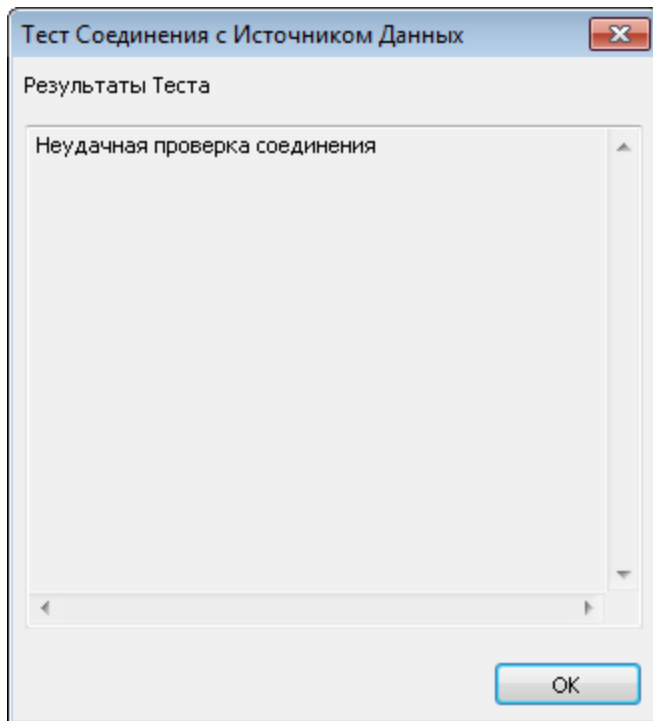 Тест Соединения с Источником Данных
Результаты Теста
Неудачная проверка соединения
OK